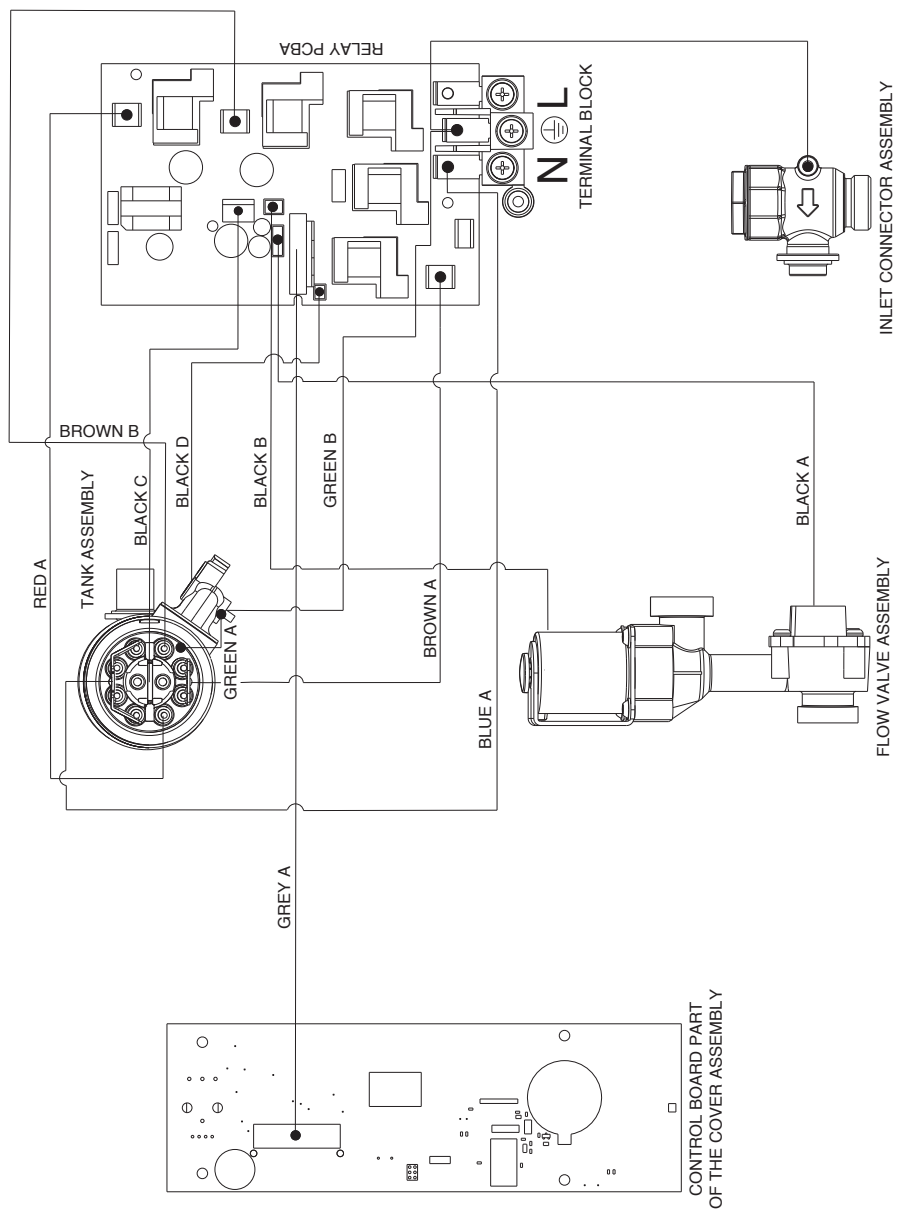 RELAY PCBA
N
L
TERMINAL BLOCK
INLET CONNECTOR ASSEMBLY
BROWN B
RED A
TANK ASSEMBLY
BLACK C
BLACK D
BLACK B
GREEN B
GREEN A
BROWN A
BLUE A
BLACK A
FLOW VALVE ASSEMBLY
GREY A
CONTROL BOARD PART
OF THE COVER ASSEMBLY